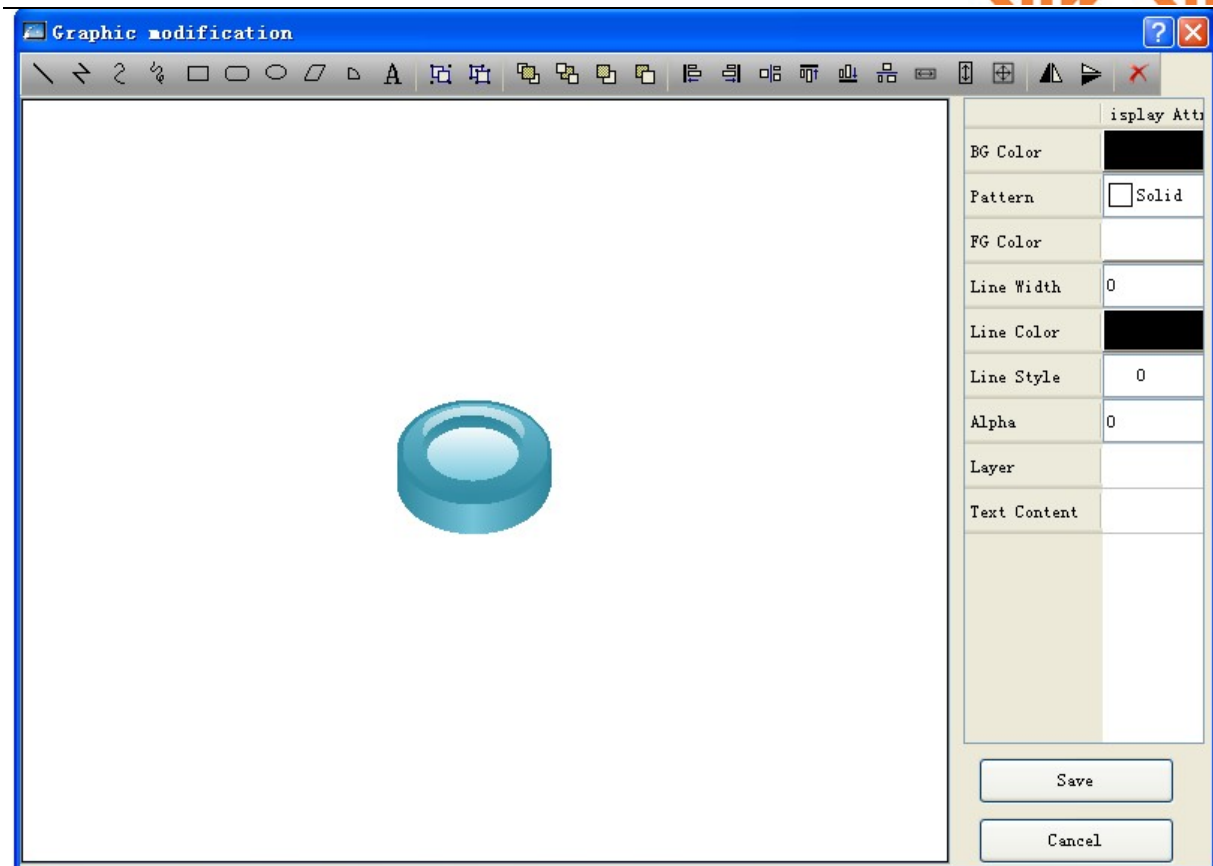 Graphic modification
A
isplay Att
BG Color
Pattern
Solid
FG Color
Line Width
0
Line Color
Line Style
0
Alpha
0
Layer
Text Content
Save
Cancel